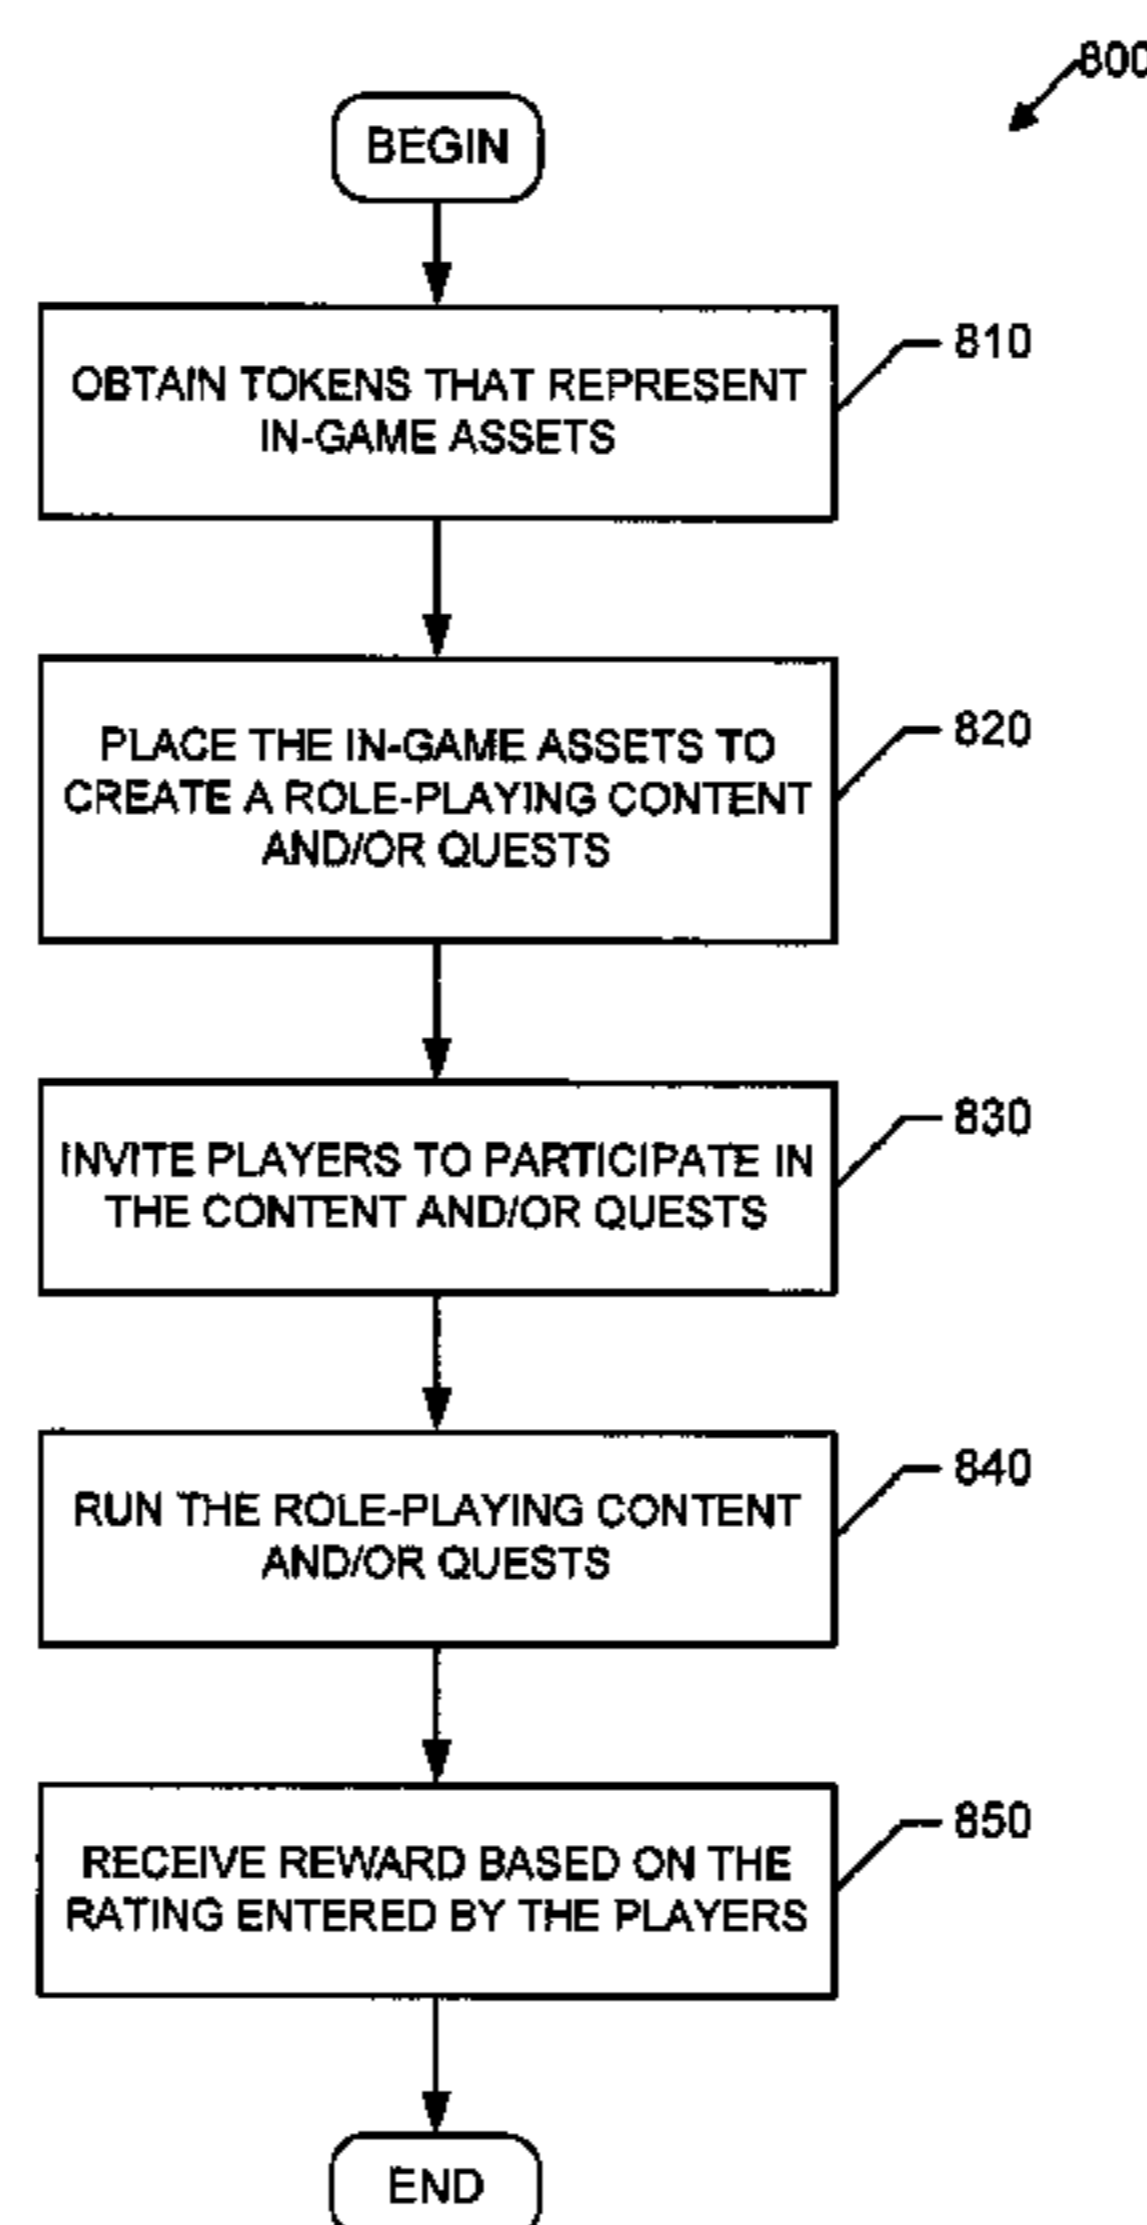 800
BEGIN
OBTAIN TOKENS THAT REPRESENT
IN-GAME ASSETS
810
PLACE THE IN-GAME ASSETS TO
CREATE A ROLE-PLAYING CONTENT
AND/OR QUESTS
820
INVITE PLAYERS TO PARTICIPATE IN
THE CONTENT AND/OR QUESTS
830
RUN THE ROLE-PLAYING CONTENT
AND/OR QUESTS
840
RECEIVE REWARD BASED ON THE
RATING ENTERED BY THE PLAYERS
850
END